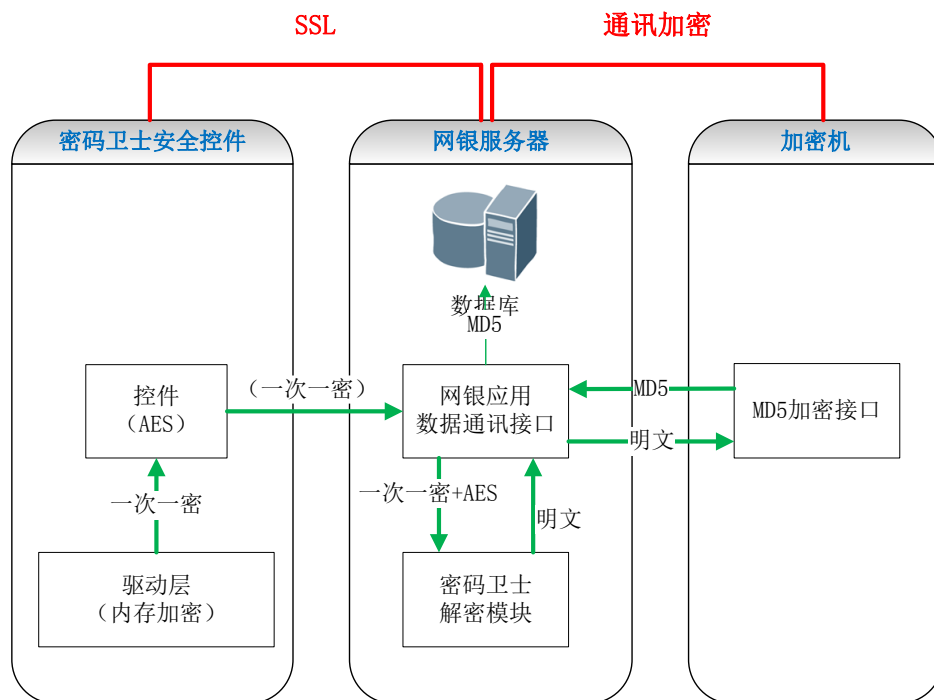 SSL
通讯加密
密码卫士安全控件
网银服务器
加密机
数据库
MD5
控件
（AES）
（一次一密）
网银应用
数据通讯接口
MD5
明文
MD5加密接口
一次一密
一次一密+AES
明文
驱动层
（内存加密）
密码卫士
解密模块